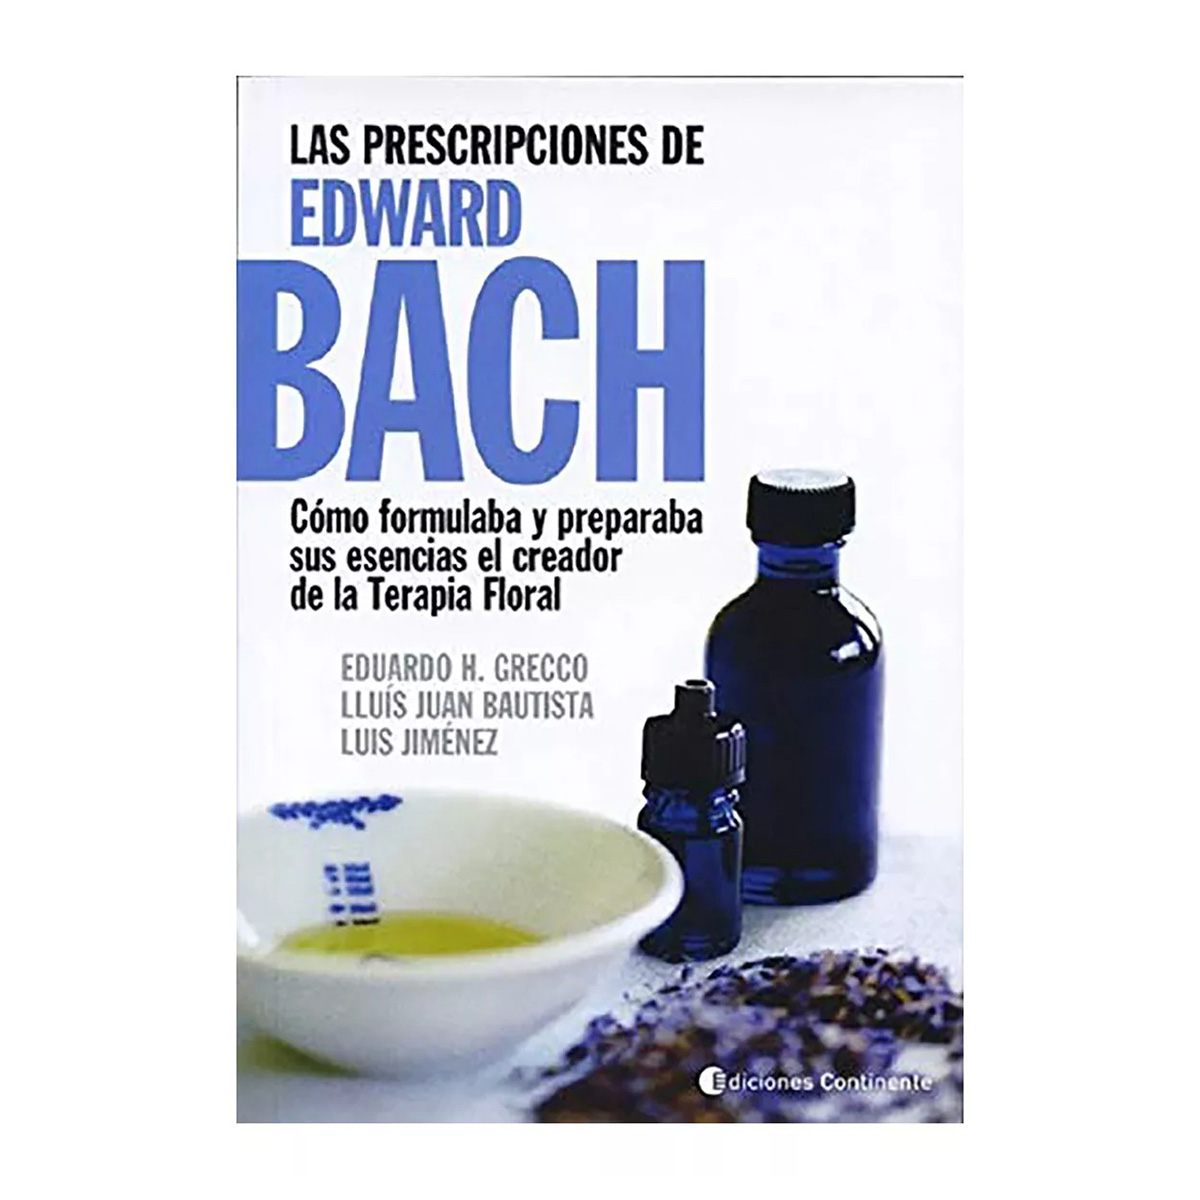 LAS PRESCRIPCIONES DE
EDWARD
BACH
Cómo formulaba y preparaba
sus esencias el creador
de la Terapia Floral
EDUARDO H. GRECCO
LLUÍS JUAN BAUTISTA
LUIS JIMÉNEZ
Ediciones Continente